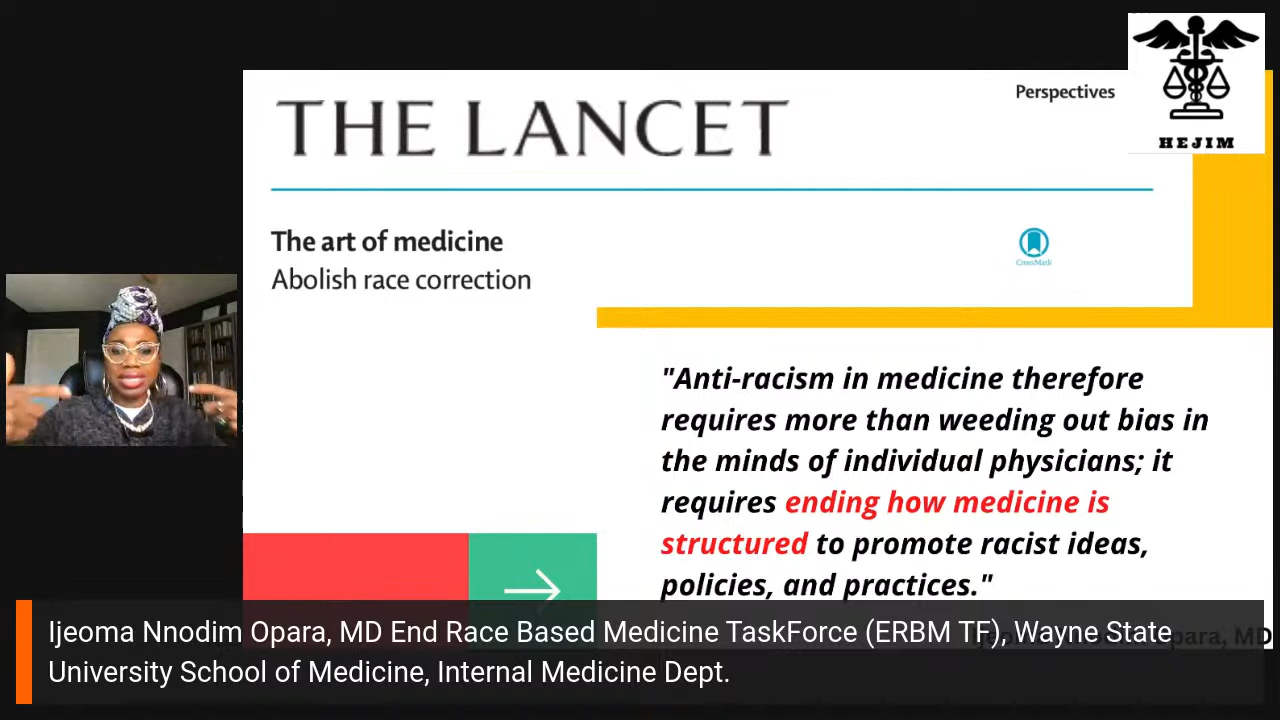 Perspectives
HEJIM
THE LANCET
The art of medicine
Abolish race correction
CrossMark
"Anti-racism in medicine therefore
requires more than weeding out bias in
the minds of individual physicians; it
requires ending how medicine is
structured to promote racist ideas,
policies, and practices."
Opara, MD
Ijeoma Nnodim Opara, MD End Race Based Medicine TaskForce (ERBM TF), Wayne State
University School of Medicine, Internal Medicine Dept.